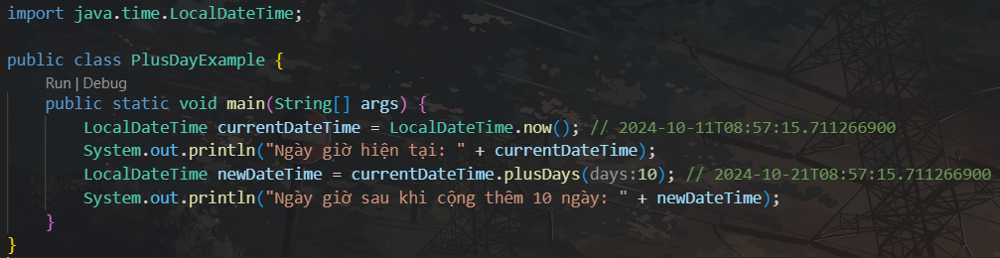 import java.time.LocalDateTime;
public class PlusDayExample {
Run | Debug
public static void main(String[] args) {
LocalDateTime currentDateTime = LocalDateTime.now(); // 2024-10-11T08:57:15.711266900
System.out.println("Ngày giờ hiện tại: " + currentDateTime);
LocalDateTime newDateTime = currentDateTime.plusDays(days:10); // 2024-10-21T08:57:15.711266900
System.out.println("Ngày giờ sau khi cộng thêm 10 ngày: " + newDateTime);
}
}